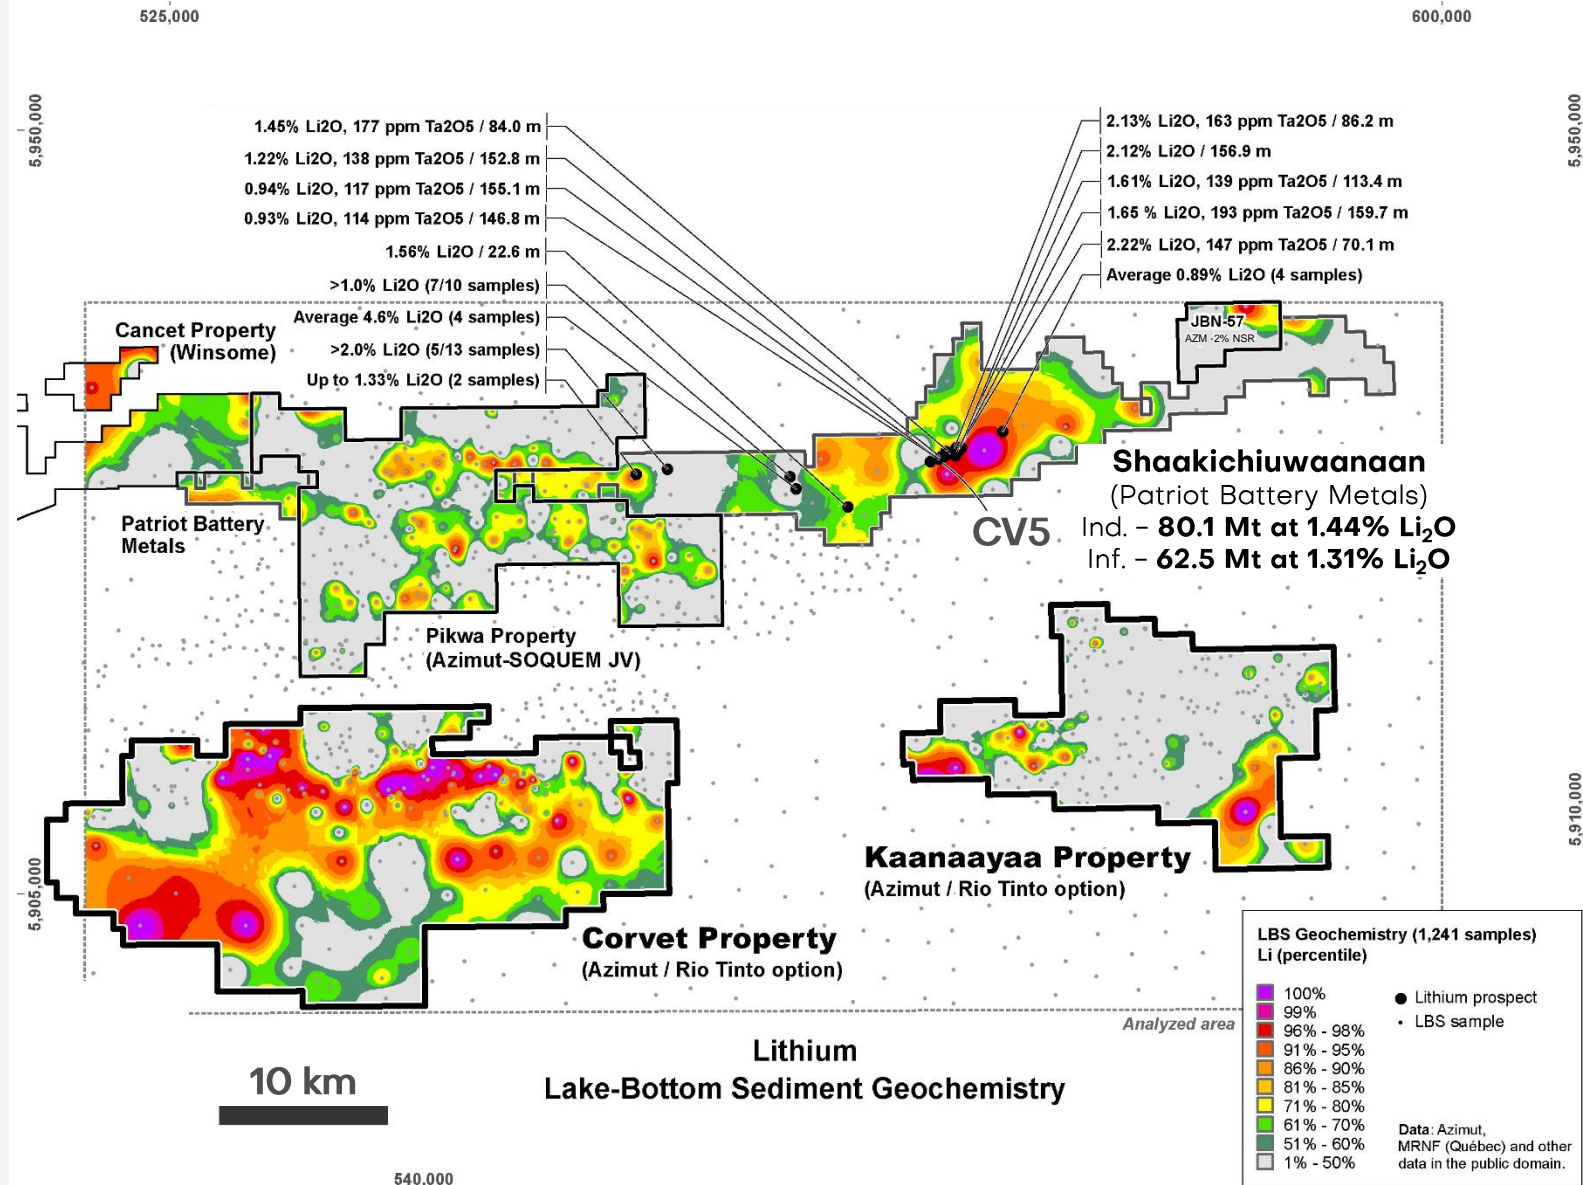 525,000
600,000
5,950,000
5,950,000
1.45% Li2O, 177 ppm Ta2O5 / 84.0 m
1.22% Li2O, 138 ppm Ta2O5 / 152.8 m
0.94% Li2O, 117 ppm Ta2O5 / 155.1 m
0.93% Li2O, 114 ppm Ta2O5 / 146.8 m
1.56% Li2O / 22.6 m
>1.0% Li2O (7/10 samples)
Average 4.6% Li2O (4 samples)
>2.0% Li2O (5/13 samples)
Up to 1.33% Li2O (2 samples)
2.13% Li2O, 163 ppm Ta2O5 / 86.2 m
2.12% Li2O / 156.9 m
1.61% Li2O, 139 ppm Ta2O5 / 113.4 m
1.65 % Li2O, 193 ppm Ta2O5 / 159.7 m
2.22% Li2O, 147 ppm Ta2O5 / 70.1 m
Average 0.89% Li2O (4 samples)
Cancet Property
(Winsome)
JBN-57
AZM -2% NSR
Shaakichiuwaanaan
(Patriot Battery Metals)
Ind. – 80.1 Mt at 1.44% Li₂O
Inf. – 62.5 Mt at 1.31% Li₂O
CV5
Patriot Battery
Metals
Pikwa Property
(Azimut-SOQUEM JV)
Kaanaayaa Property
(Azimut / Rio Tinto option)
5,910,000
5,905,000
Corvet Property
(Azimut / Rio Tinto option)
Analyzed area
Lithium
Lake-Bottom Sediment Geochemistry
10 km
540,000
LBS Geochemistry (1,241 samples)
Li (percentile)
100%
99%
96% - 98%
91% - 95%
86% - 90%
81% - 85%
71% - 80%
61% - 70%
51% - 60%
1% - 50%
Lithium prospect
LBS sample
Data: Azimut,
MRNF (Québec) and other
data in the public domain.